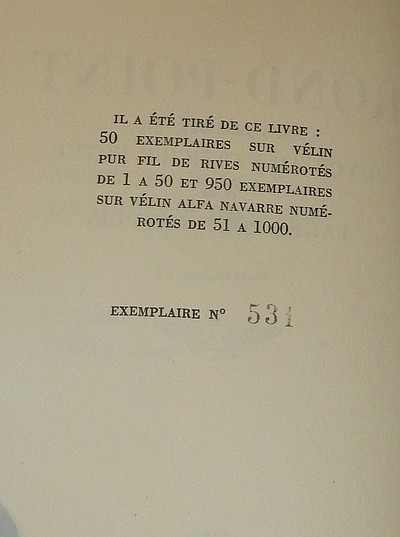 IL A ÉTÉ TIRÉ DE CE LIVRE :
50 EXEMPLAIRES SUR VÉLIN
PUR FIL DE RIVES NUMÉROTÉS
DE 1 A 50 ET 950 EXEMPLAIRES
SUR VÉLIN ALFA NAVARRE NUMÉ-
ROTÉS DE 51 A 1000.
EXEMPLAIRE Nº 531